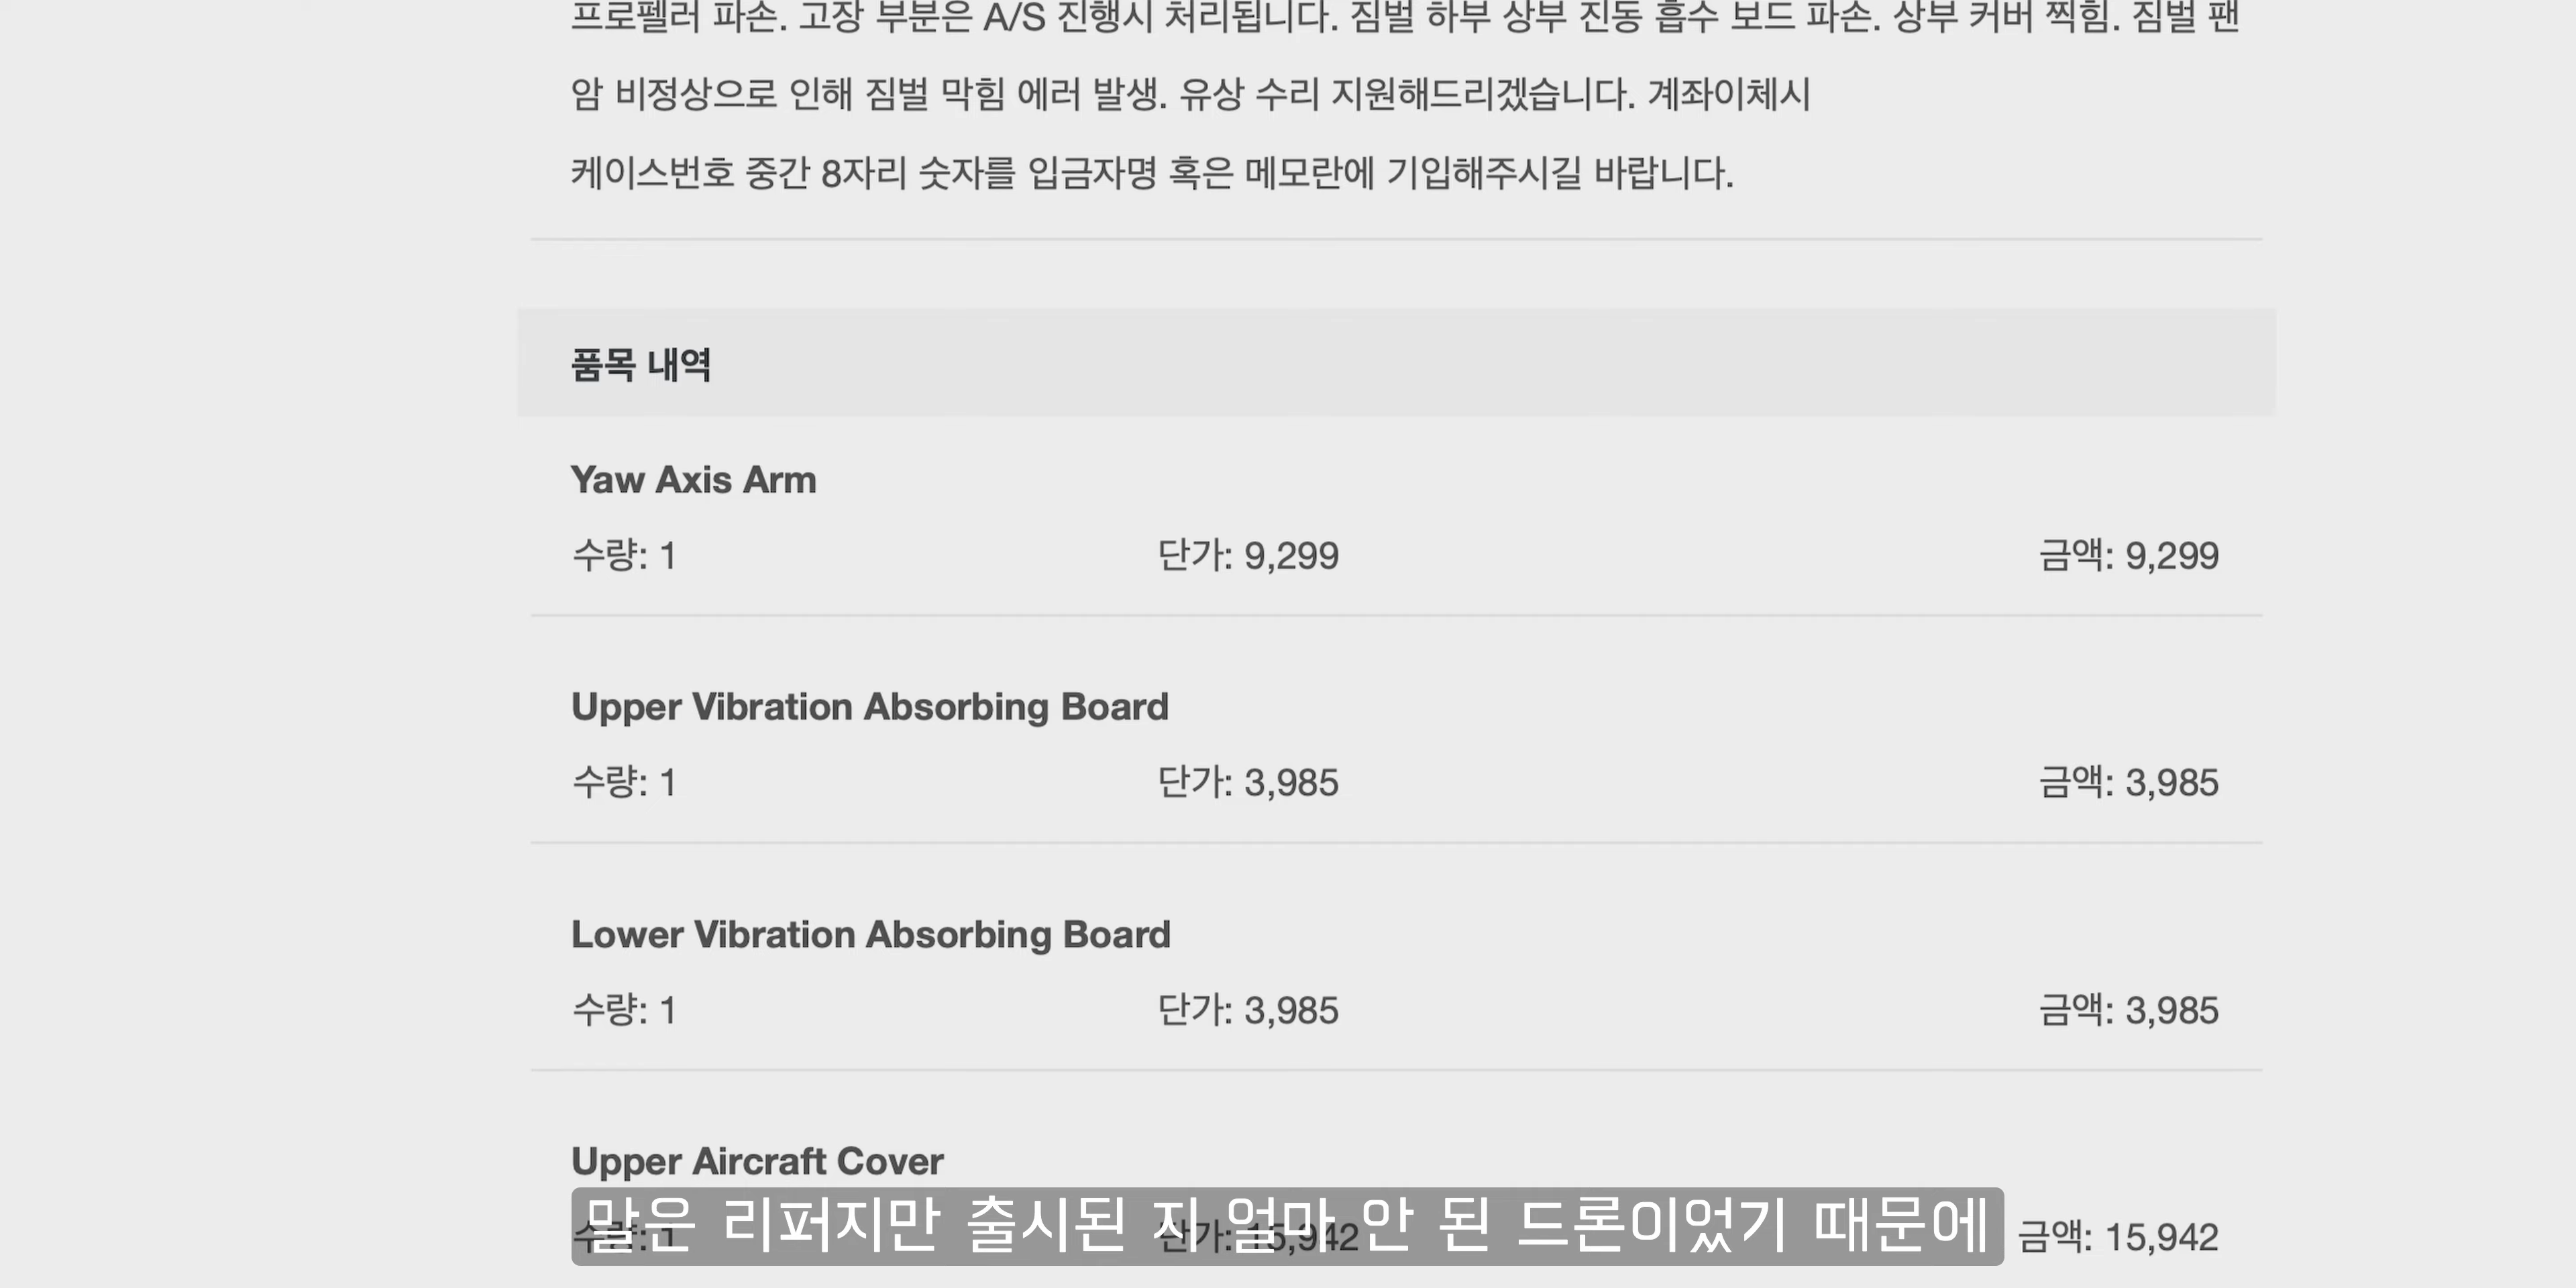 프로펠러 파손. 고장 부분은 A/S 진행시 처리됩니다. 짐벌 하부 상부 진동 흡수 보드 파손. 상부 커버 찍힘. 짐벌 팬
암 비정상으로 인해 짐벌 막힘 에러 발생. 유상 수리 지원해드리겠습니다. 계좌이체시
케이스번호 중간 8자리 숫자를 입금자명 혹은 메모란에 기입해주시길 바랍니다.
품목 내역
Yaw Axis Arm
수량: 1 단가: 9,299 금액: 9,299
Upper Vibration Absorbing Board
수량: 1 단가: 3,985 금액: 3,985
Lower Vibration Absorbing Board
수량: 1 단가: 3,985 금액: 3,985
Upper Aircraft Cover
수량: 1 단가: 15,942 금액: 15,942
말은 리퍼지만 출시된 지 얼마 안 된 드론이었기 때문에